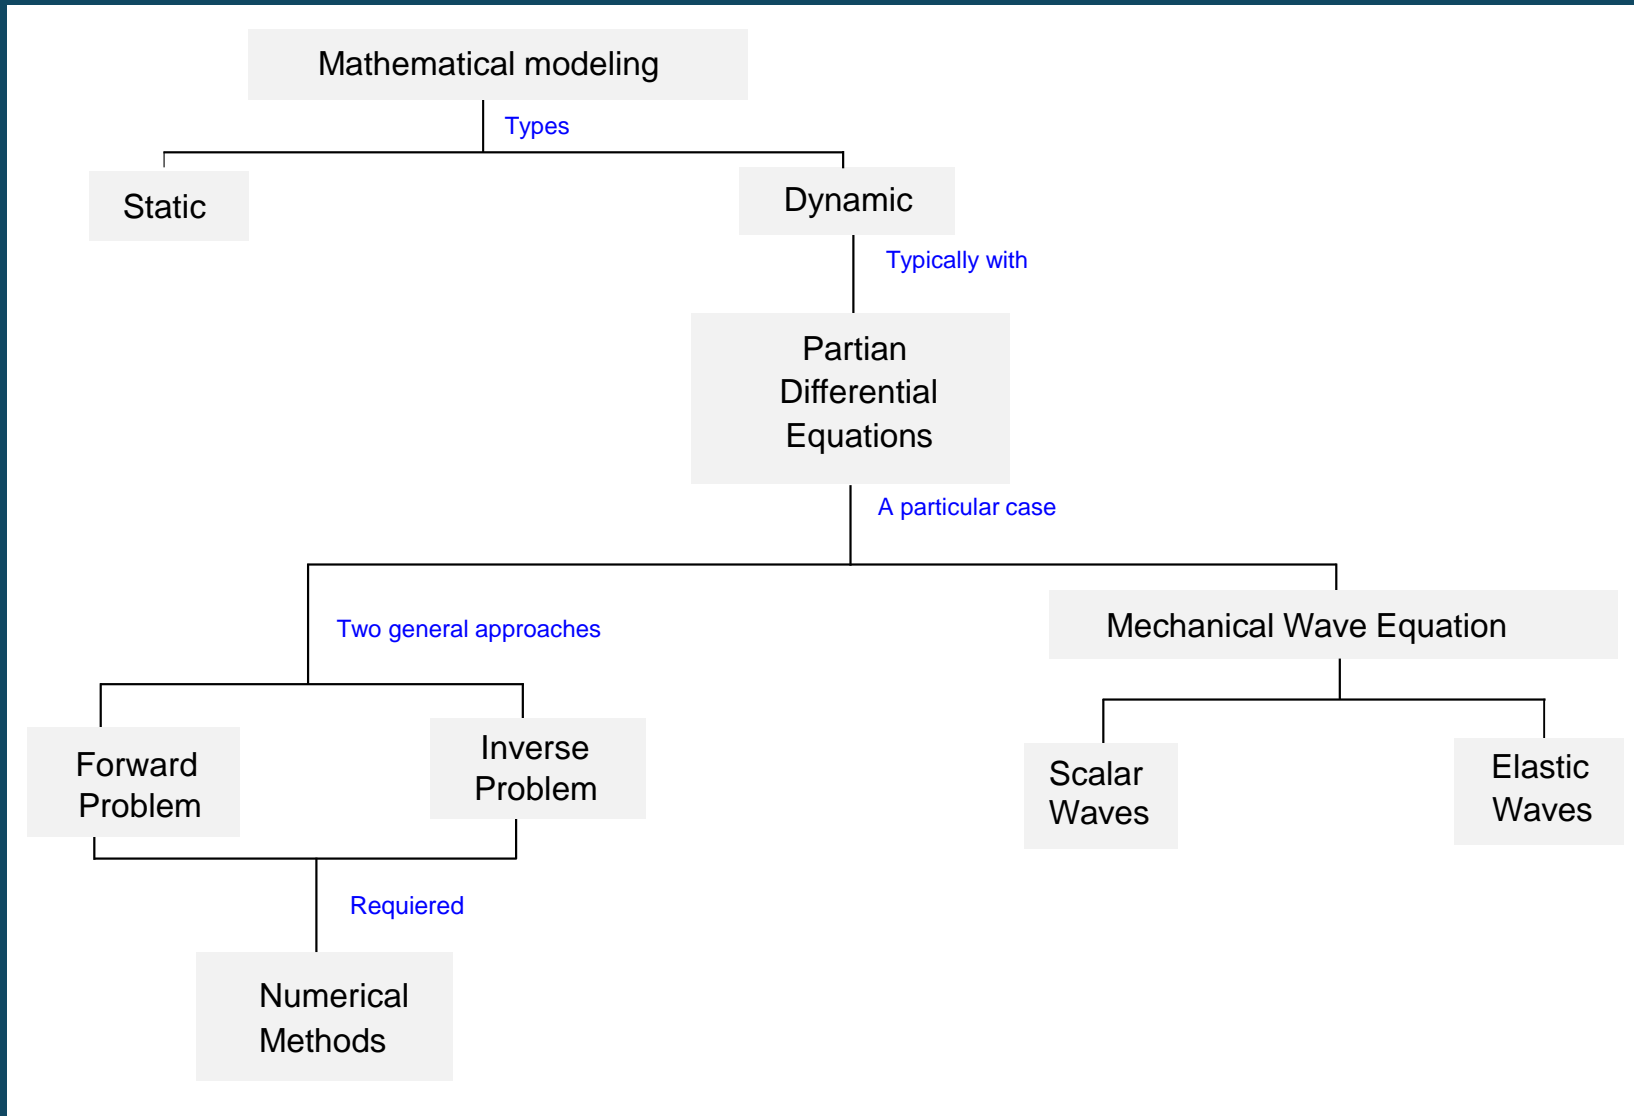 Mathematical modeling
Types
Static
Dynamic
Typically with
Partian
Differential
Equations
A particular case
Two general approaches
Mechanical Wave Equation
Forward
Problem
Inverse
Problem
Scalar
Waves
Elastic
Waves
Requiered
Numerical
Methods